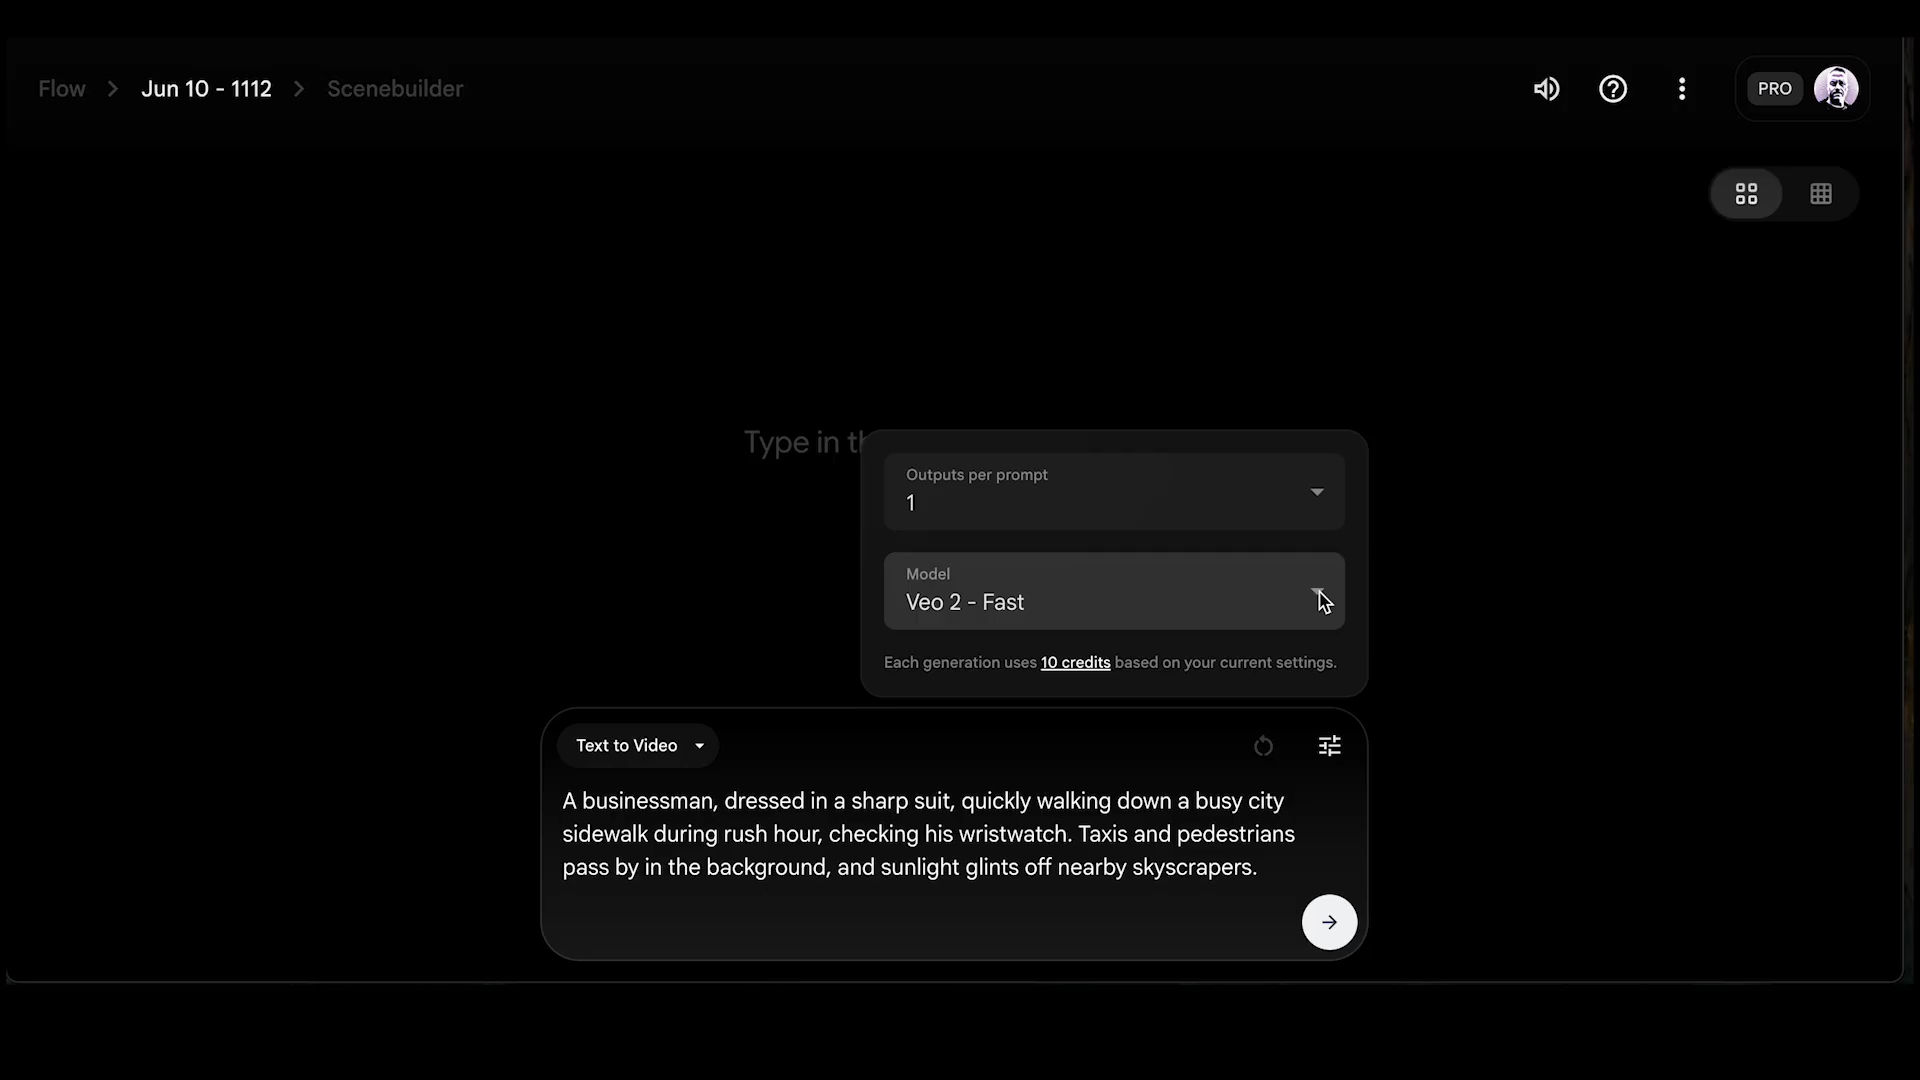 Flow > Jun 10 - 1112 > Scenebuilder
PRO
Type in th
Outputs per prompt
1
Model
Veo 2 - Fast
Each generation uses 10 credits based on your current settings.
Text to Video
A businessman, dressed in a sharp suit, quickly walking down a busy city
sidewalk during rush hour, checking his wristwatch. Taxis and pedestrians
pass by in the background, and sunlight glints off nearby skyscrapers.